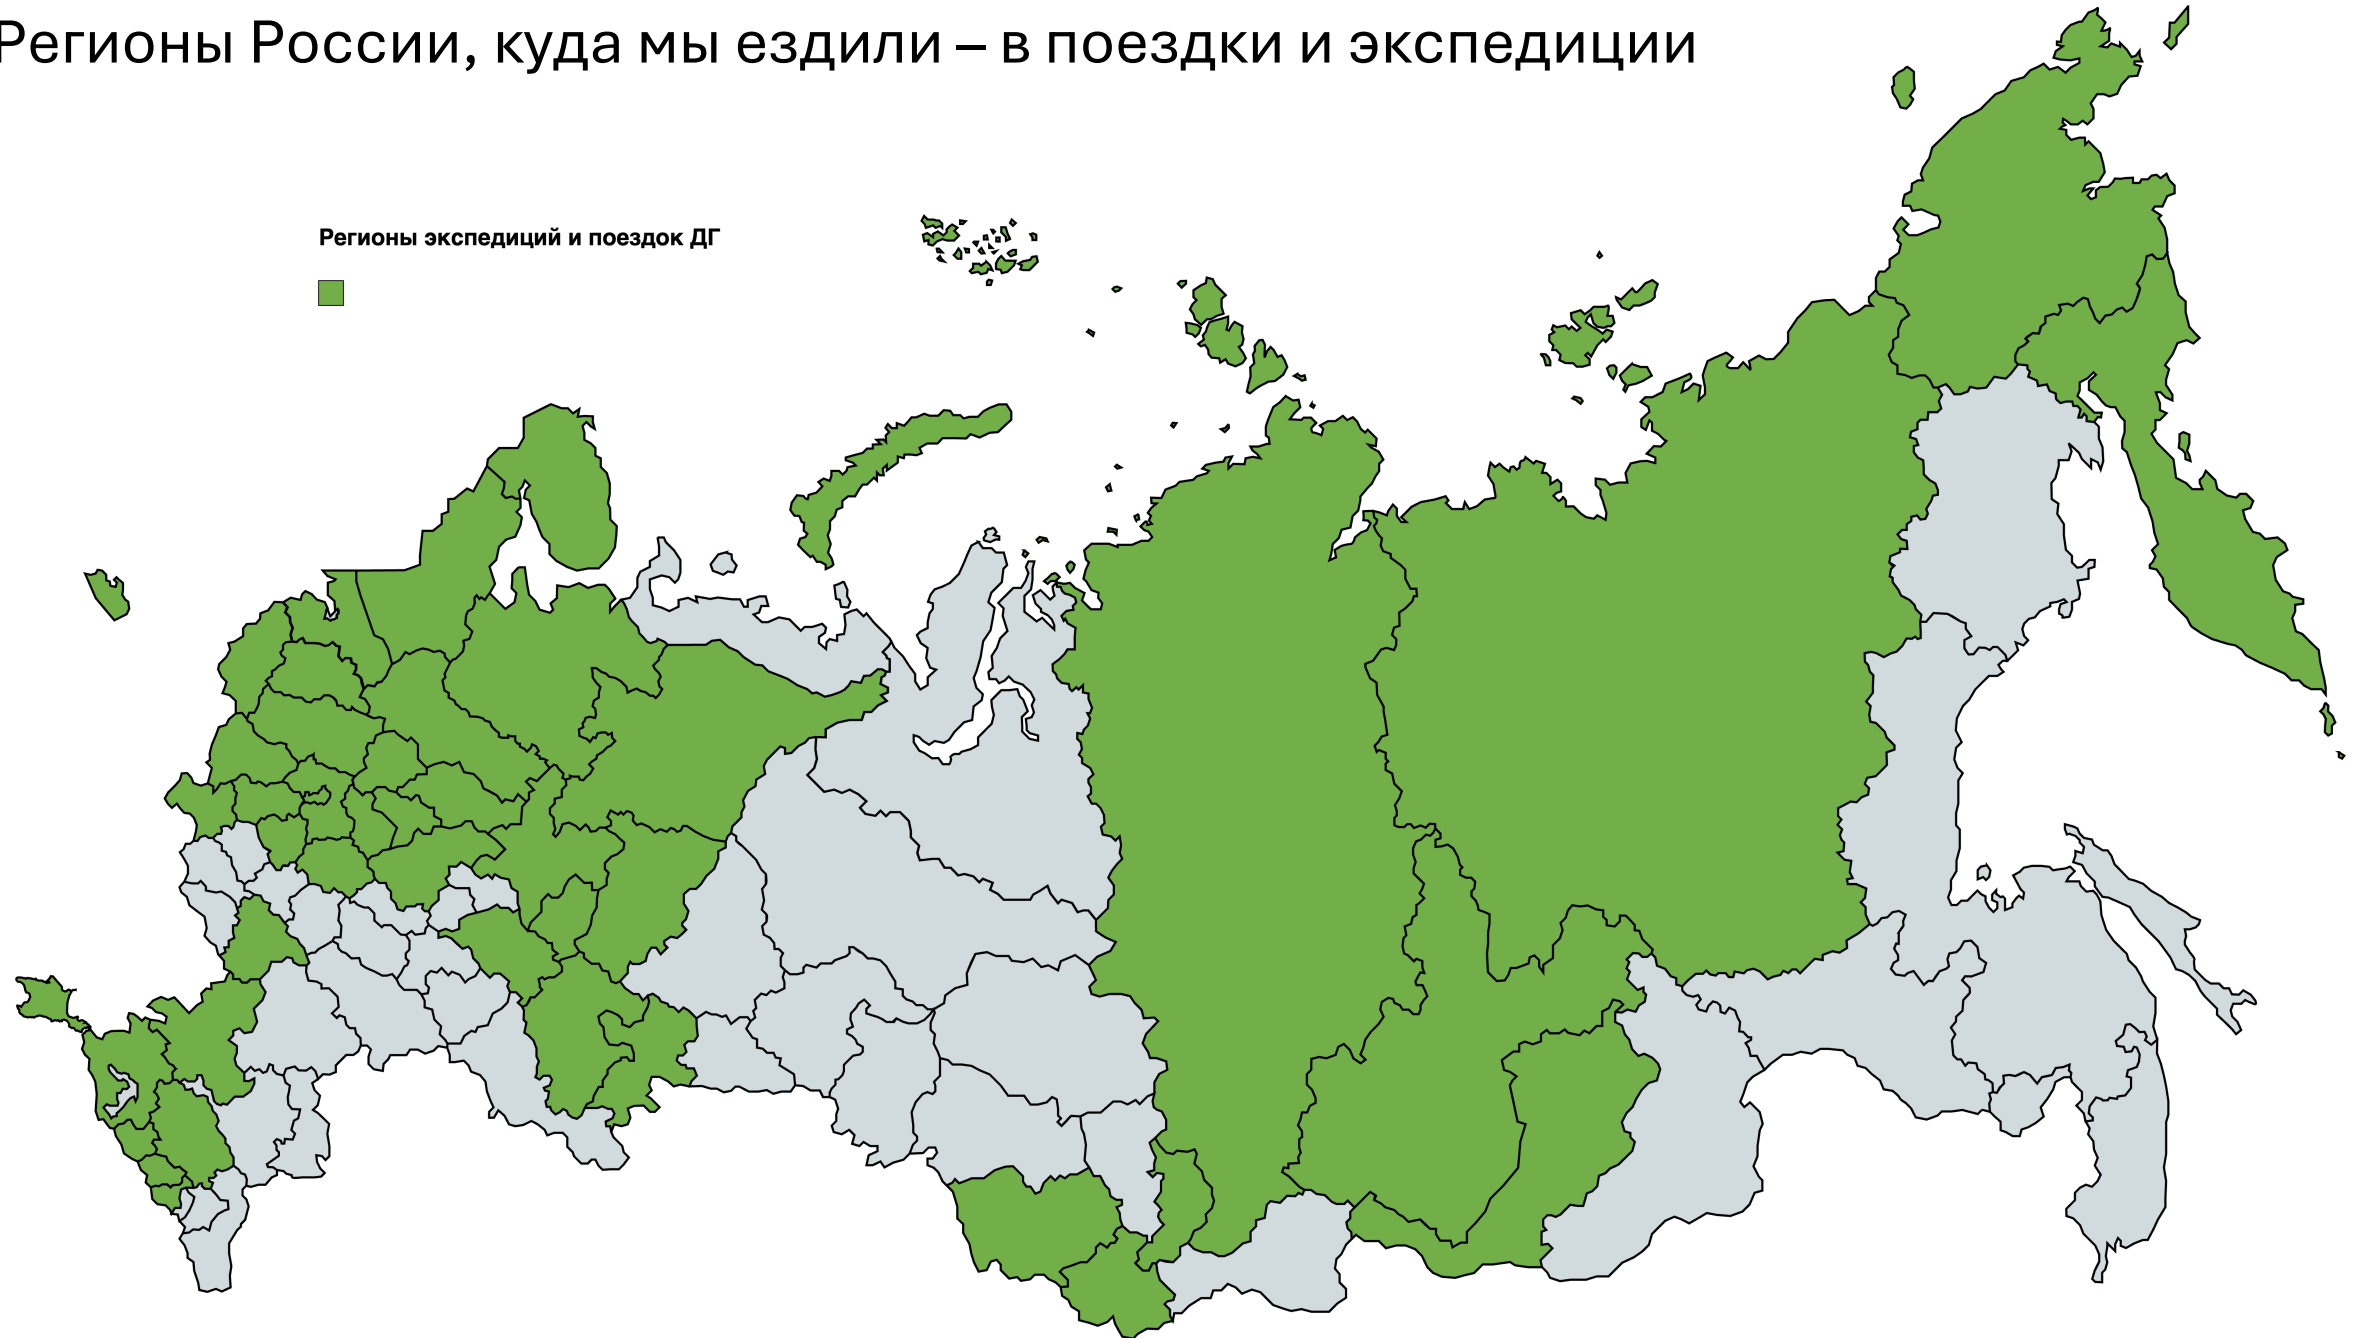 Регионы России, куда мы ездили – в поездки и экспедиции
Регионы экспедиций и поездок ДГ